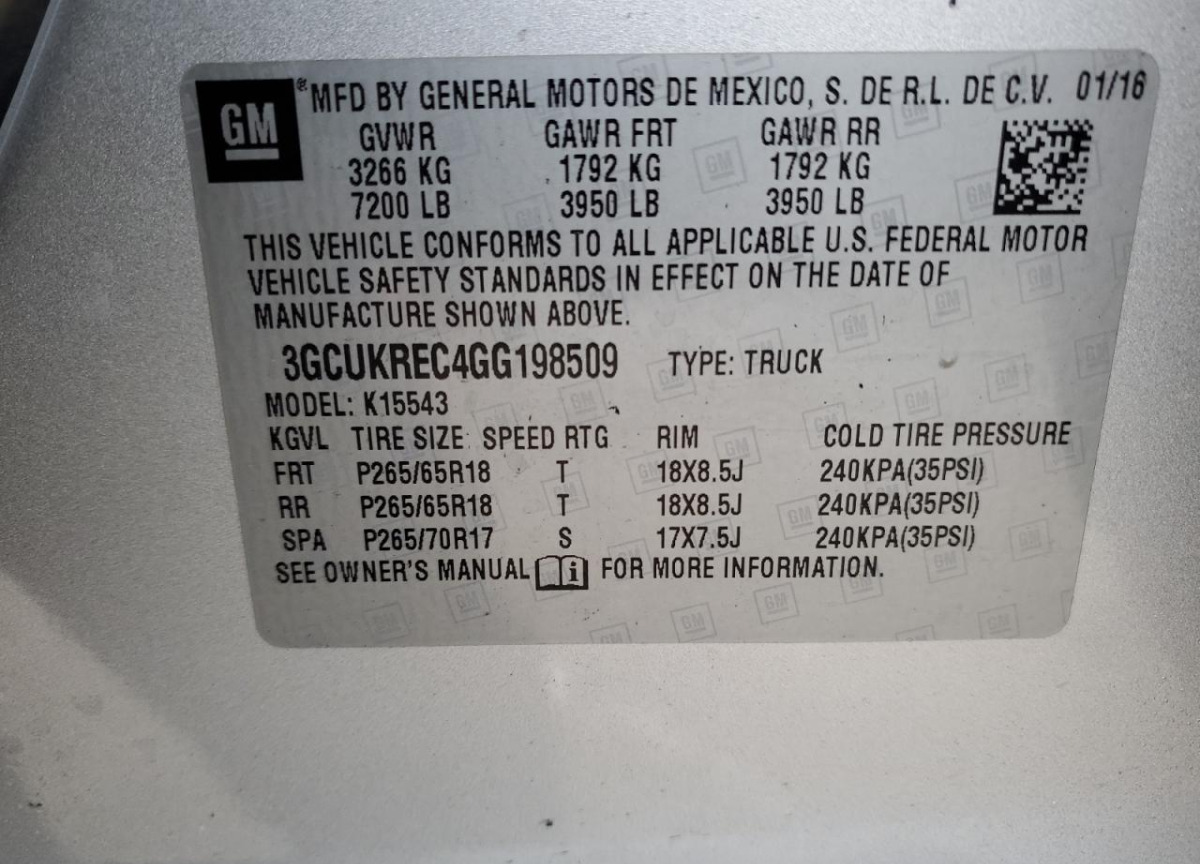 GM
® MFD BY GENERAL MOTORS DE MEXICO, S. DE R.L. DE C.V. 01/16
GVWR GAWR FRT GAWR RR
3266 KG 1792 KG 1792 KG
7200 LB 3950 LB 3950 LB
THIS VEHICLE CONFORMS TO ALL APPLICABLE U.S. FEDERAL MOTOR
VEHICLE SAFETY STANDARDS IN EFFECT ON THE DATE OF
MANUFACTURE SHOWN ABOVE.
3GCUKREC4GG198509 TYPE: TRUCK
MODEL: K15543
KGVL TIRE SIZE SPEED RTG RIM COLD TIRE PRESSURE
FRT P265/65R18 T 18X8.5J 240KPA(35PSI)
RR P265/65R18 T 18X8.5J 240KPA(35PSI)
SPA P265/70R17 S 17X7.5J 240KPA(35PSI)
SEE OWNER'S MANUAL i FOR MORE INFORMATION.